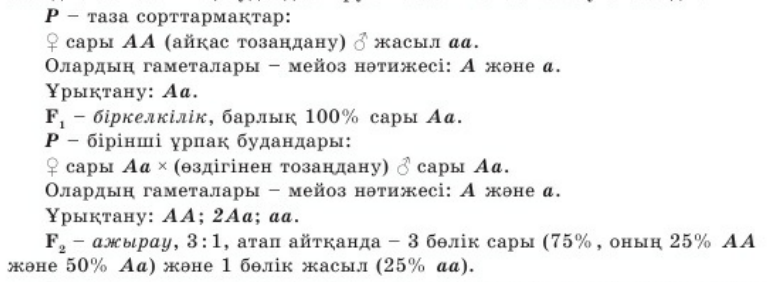 P – таза сорттармақтар:
♀ сары AA (айқас тозаңдану) ♂ жасыл aa.
Олардың гаметалары – мейоз нәтижесі: A және a.
Ұрықтану: Aa.
F₁ – біркелкілік, барлық 100% сары Aa.
P – бірінші ұрпақ будандары:
♀ сары Aa × (өздігінен тозаңдану) ♂ сары Aa.
Олардың гаметалары – мейоз нәтижесі: A және a.
Ұрықтану: AA; 2Aa; aa.
F₂ – ажырау, 3:1, атап айтқанда – 3 бөлік сары (75%, оның 25% AA
және 50% Aa) және 1 бөлік жасыл (25% aa).